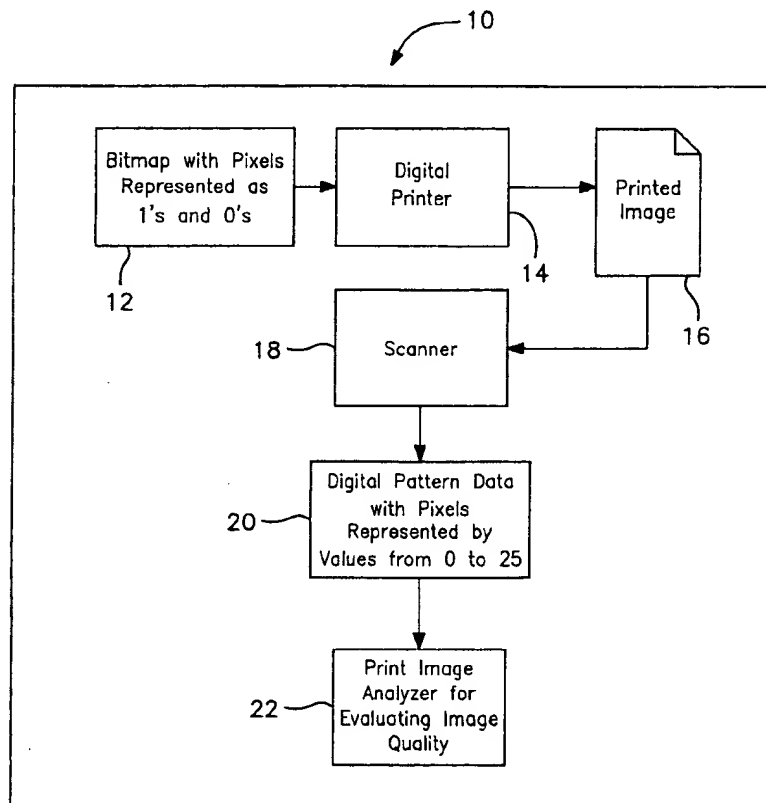 10
Bitmap with Pixels
Represented as
1's and 0's
12
Digital
Printer
14
Printed
Image
16
18
Scanner
20
Digital Pattern Data
with Pixels
Represented by
Values from 0 to 25
22
Print Image
Analyzer for
Evaluating Image
Quality